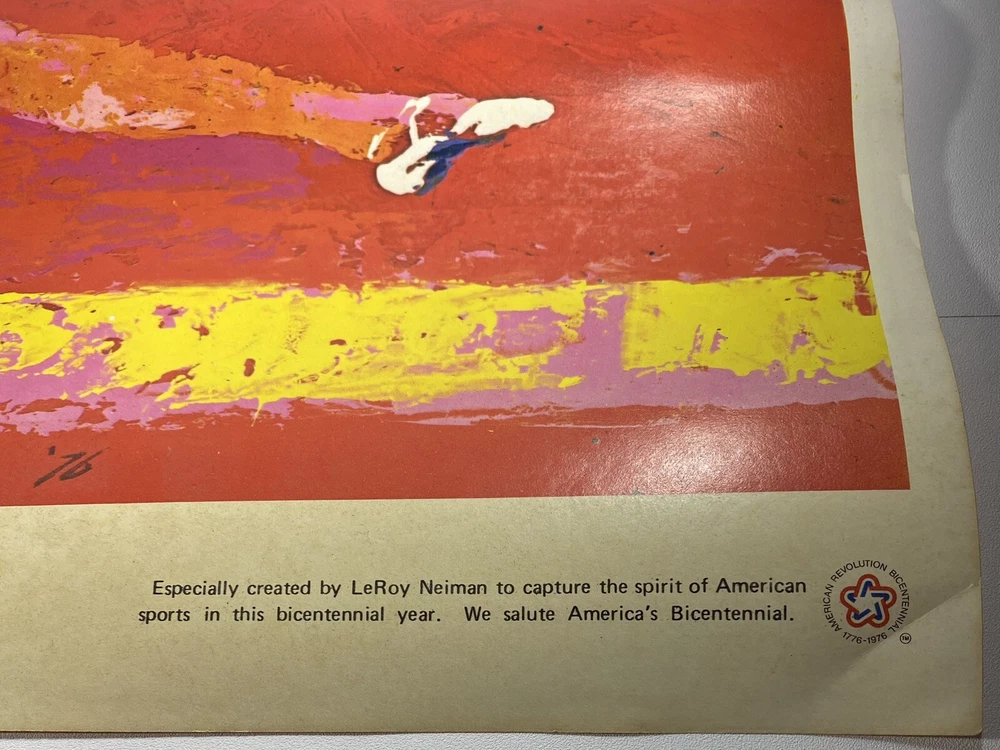 '76
Especially created by LeRoy Neiman to capture the spirit of American
sports in this bicentennial year. We salute America's Bicentennial.
AMERICAN REVOLUTION BICENTENNIAL
1776-1976
TM